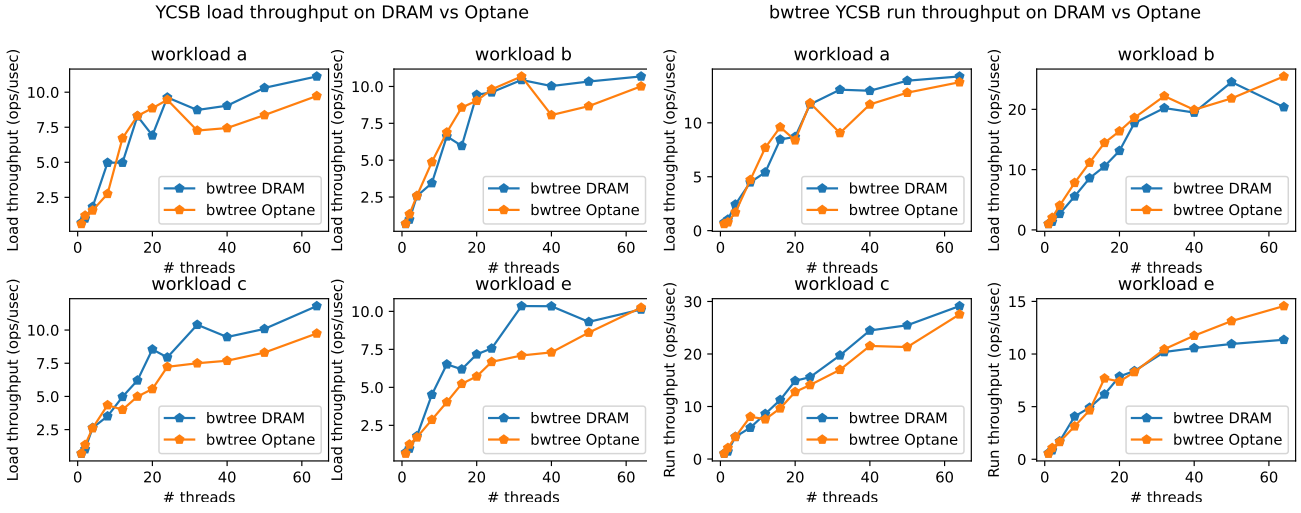 YCSB load throughput on DRAM vs Optane
bwtree YCSB run throughput on DRAM vs Optane
workload a
Load throughput (ops/usec)
10.0
7.5
5.0
2.5
0
20
40
60
# threads
bwtree DRAM
bwtree Optane
workload b
Load throughput (ops/usec)
10.0
7.5
5.0
2.5
0
20
40
60
# threads
bwtree DRAM
bwtree Optane
workload a
Load throughput (ops/usec)
10
5
0
0
20
40
60
# threads
bwtree DRAM
bwtree Optane
workload b
Load throughput (ops/usec)
20
10
0
0
20
40
60
# threads
bwtree DRAM
bwtree Optane
workload c
Load throughput (ops/usec)
10.0
7.5
5.0
2.5
0
20
40
60
# threads
bwtree DRAM
bwtree Optane
workload e
Load throughput (ops/usec)
10.0
7.5
5.0
2.5
0
20
40
60
# threads
bwtree DRAM
bwtree Optane
workload c
Run throughput (ops/usec)
30
20
10
0
0
20
40
60
# threads
bwtree DRAM
bwtree Optane
workload e
Run throughput (ops/usec)
15
10
5
0
0
20
40
60
# threads
bwtree DRAM
bwtree Optane